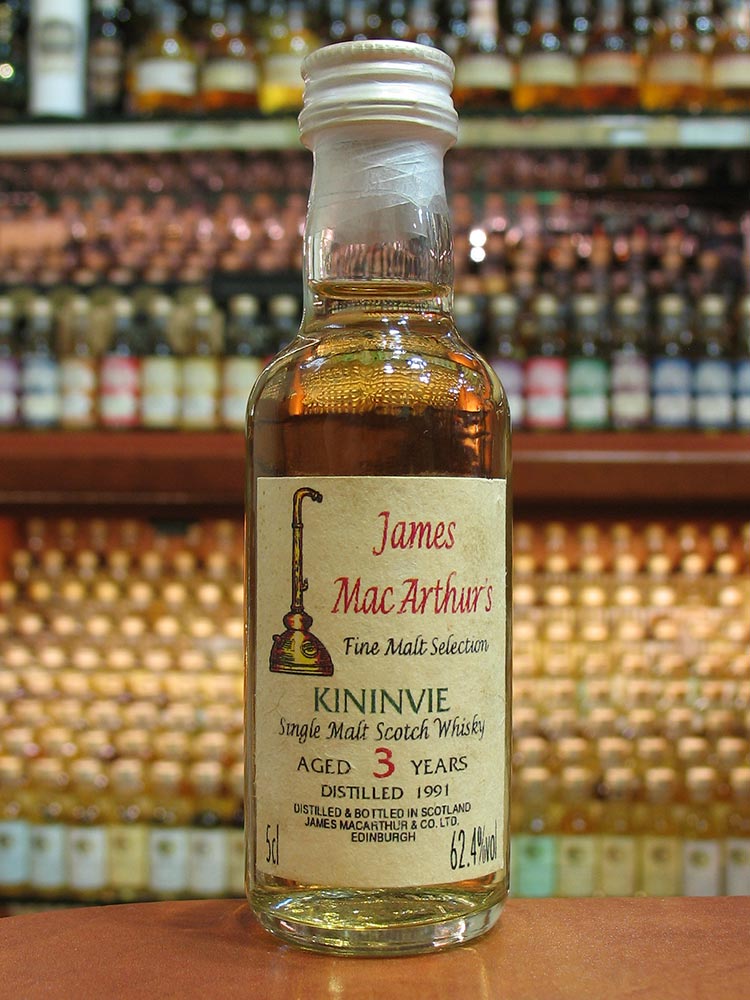 James
MacArthur's
Fine Malt Selection
KININVIE
Single Malt Scotch Whisky
AGED 3 YEARS
DISTILLED 1991
DISTILLED & BOTTLED IN SCOTLAND
JAMES MACARTHUR & CO. LTD.
EDINBURGH
5cl 62.4%vol